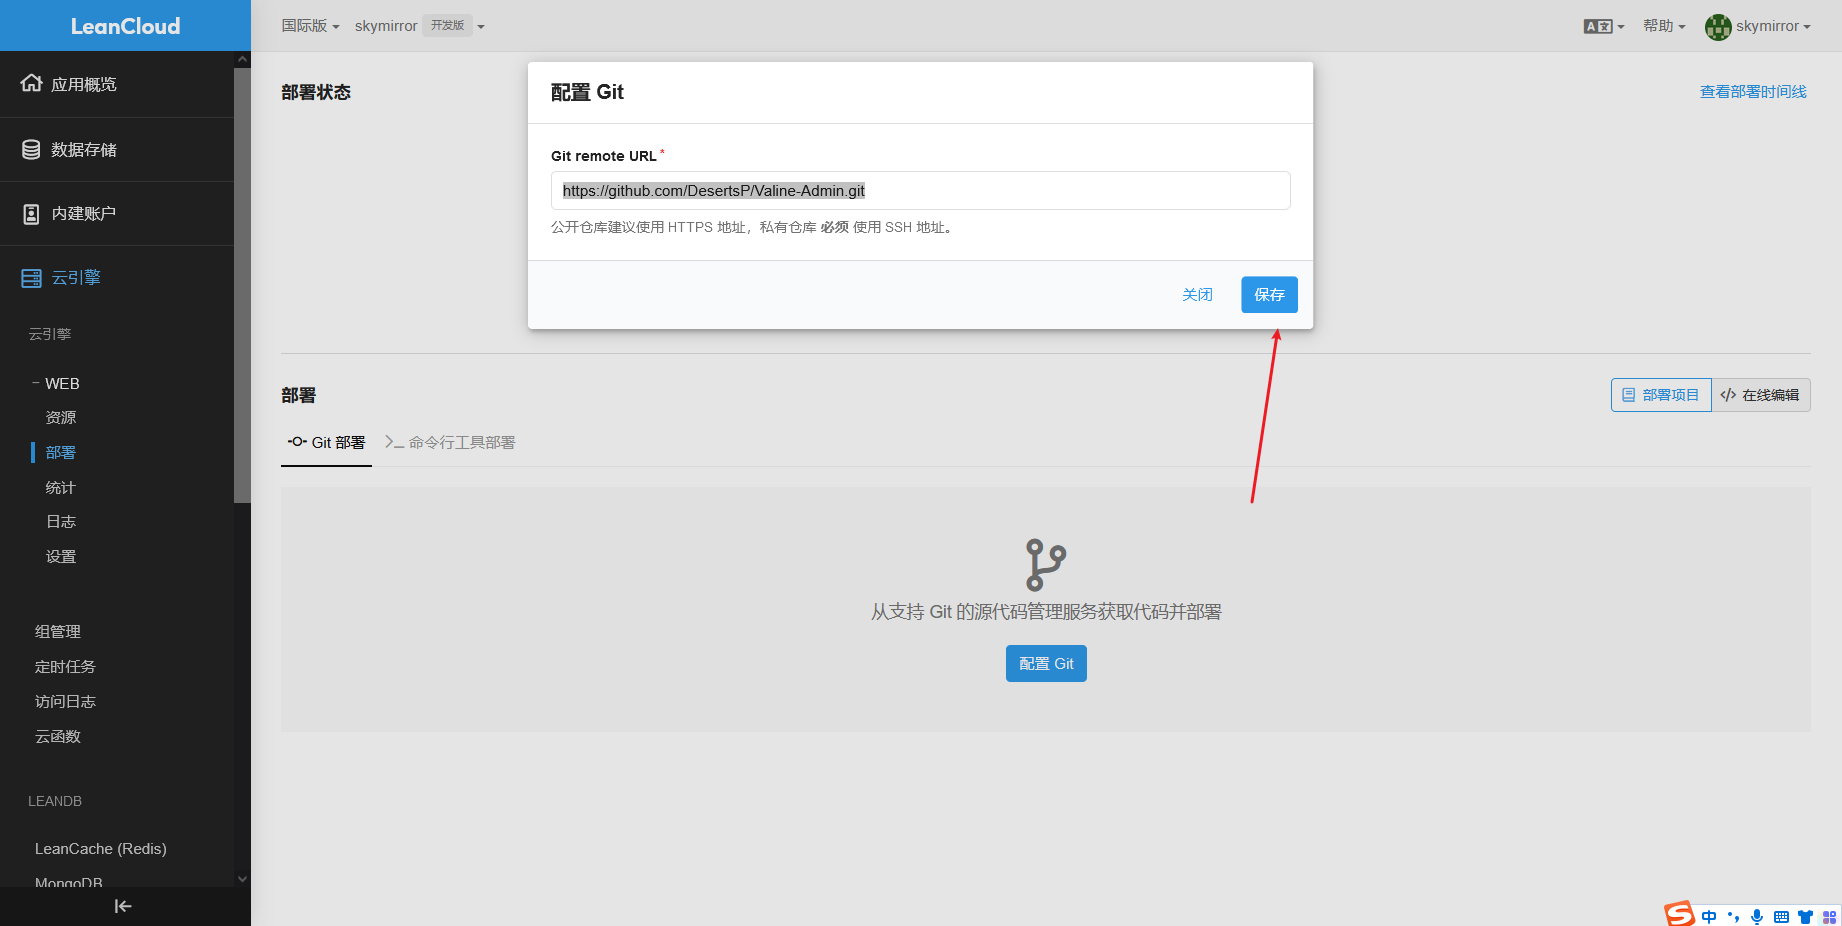 LeanCloud
国际版
skymirror 开发版
帮助
skymirror
应用概览
数据存储
内建账户
云引擎
云引擎
WEB
资源
部署
统计
日志
设置
组管理
定时任务
访问日志
云函数
LEANDB
LeanCache (Redis)
MongoDB
部署状态
查看部署时间线
配置 Git
Git remote URL *
https://github.com/DesertsP/Valine-Admin.git
公开仓库建议使用 HTTPS 地址，私有仓库 必须 使用 SSH 地址。
关闭
保存
部署
部署项目
</> 在线编辑
Git 部署
>_ 命令行工具部署
从支持 Git 的源代码管理服务获取代码并部署
配置 Git
中